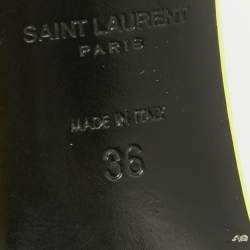 SAINT LAURENT
PARIS
MADE IN ITALY
36